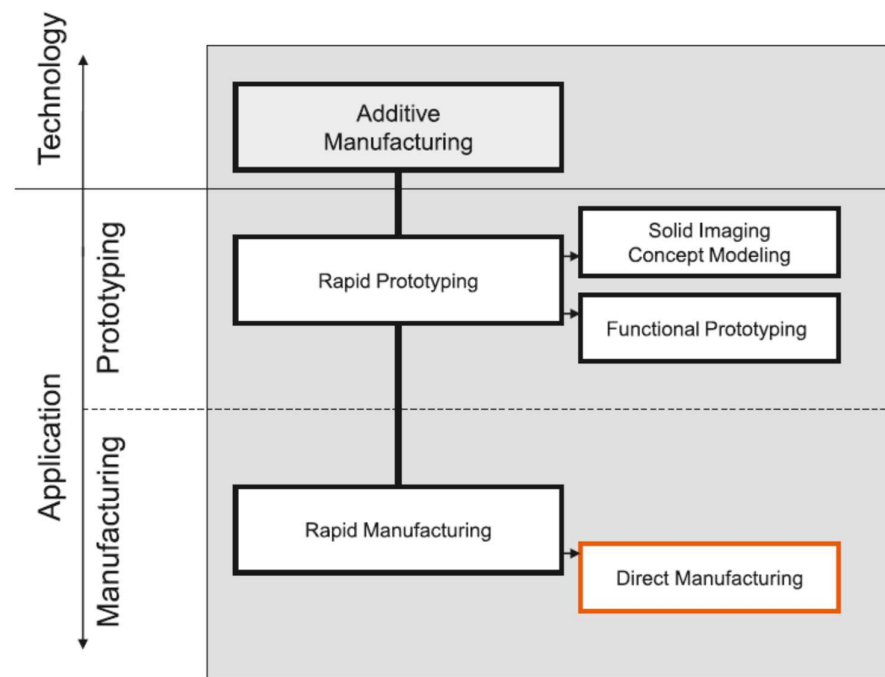 Technology
Additive
Manufacturing
Application
Prototyping
Rapid Prototyping
Solid Imaging
Concept Modeling
Functional Prototyping
Manufacturing
Rapid Manufacturing
Direct Manufacturing